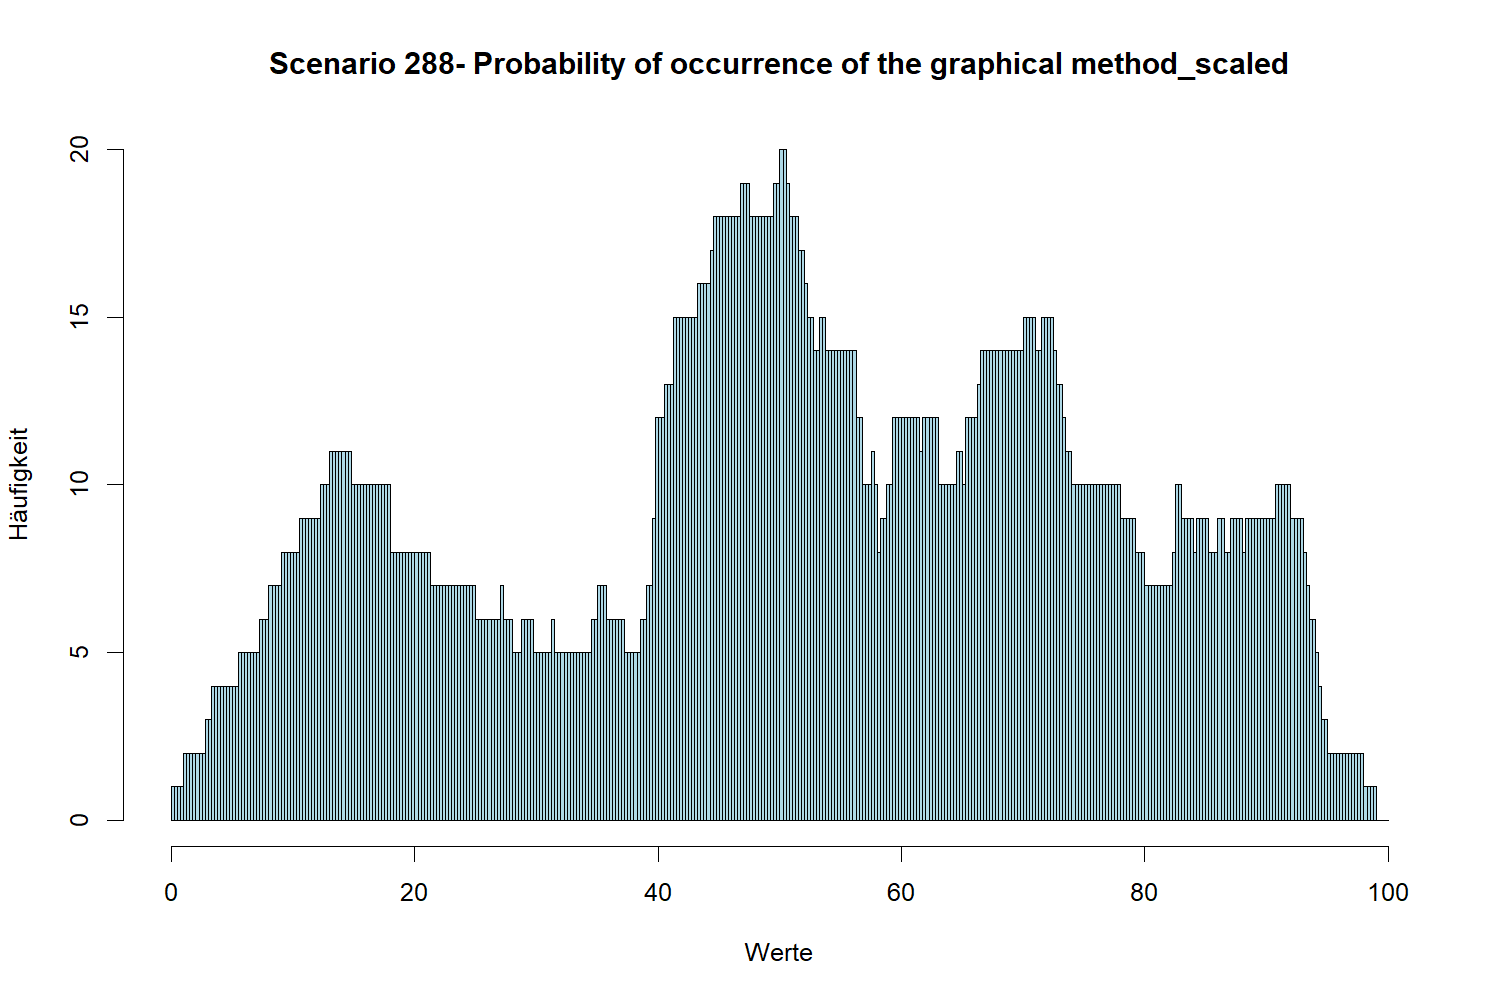 Scenario 288- Probability of occurrence of the graphical method_scaled
20
15
10
5
0
Häufigkeit
0 20 40 60 80 100
Werte